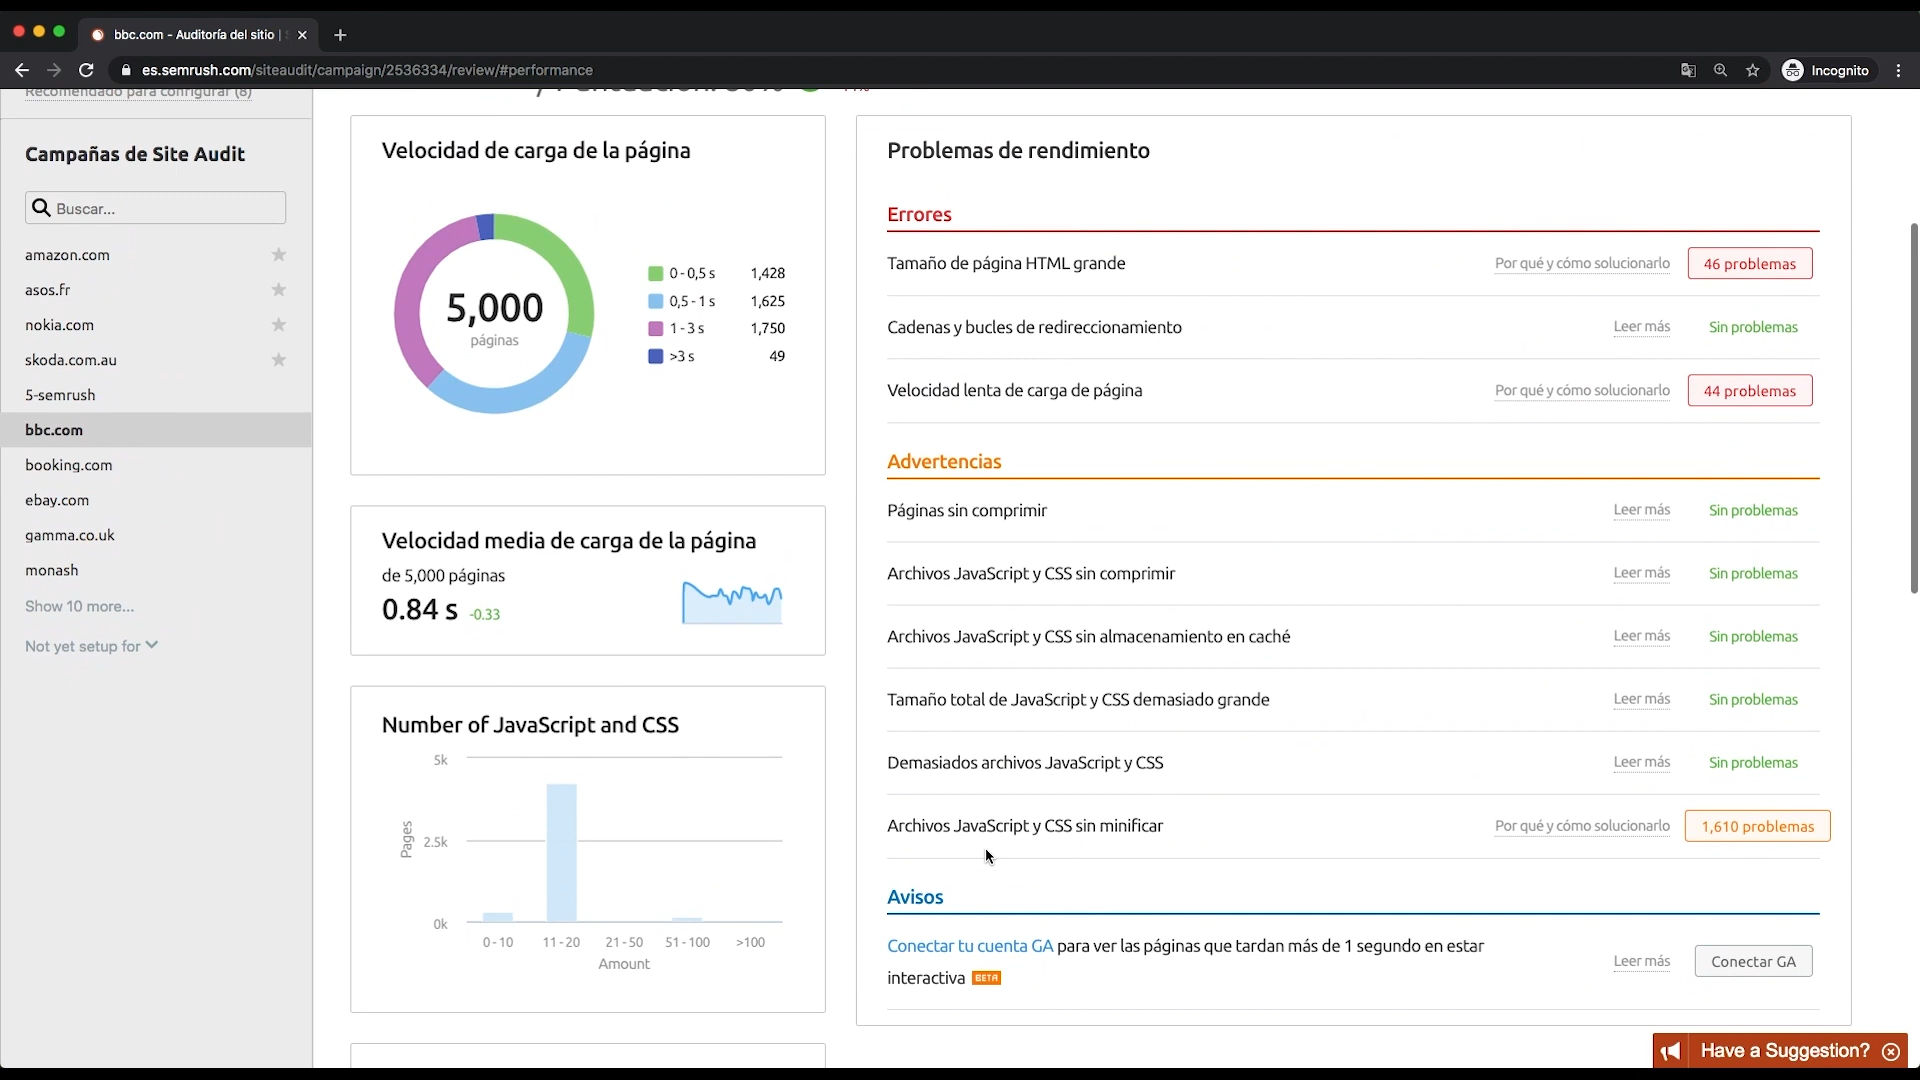 bbc.com - Auditoría del sitio |
es.semrush.com/siteaudit/campaign/2536334/review/#performance
Incognito
Recomendado para configurar (8)
Campañas de Site Audit
Buscar...
amazon.com
asos.fr
nokia.com
skoda.com.au
5-semrush
bbc.com
booking.com
ebay.com
gamma.co.uk
monash
Show 10 more...
Not yet setup for
Velocidad de carga de la página
5,000
páginas
0-0,5 s 1,428
0,5-1 s 1,625
1-3 s 1,750
>3 s 49
Velocidad media de carga de la página
de 5,000 páginas
0.84 s -0.33
Number of JavaScript and CSS
5k
2.5k
0k
Pages
0-10 11-20 21-50 51-100 >100
Amount
Problemas de rendimiento
Errores
Tamaño de página HTML grande Por qué y cómo solucionarlo 46 problemas
Cadenas y bucles de redireccionamiento Leer más Sin problemas
Velocidad lenta de carga de página Por qué y cómo solucionarlo 44 problemas
Advertencias
Páginas sin comprimir Leer más Sin problemas
Archivos JavaScript y CSS sin comprimir Leer más Sin problemas
Archivos JavaScript y CSS sin almacenamiento en caché Leer más Sin problemas
Tamaño total de JavaScript y CSS demasiado grande Leer más Sin problemas
Demasiados archivos JavaScript y CSS Leer más Sin problemas
Archivos JavaScript y CSS sin minificar Por qué y cómo solucionarlo 1,610 problemas
Avisos
Conectar tu cuenta GA para ver las páginas que tardan más de 1 segundo en estar
interactiva BETA
Leer más Conectar GA
Have a Suggestion?